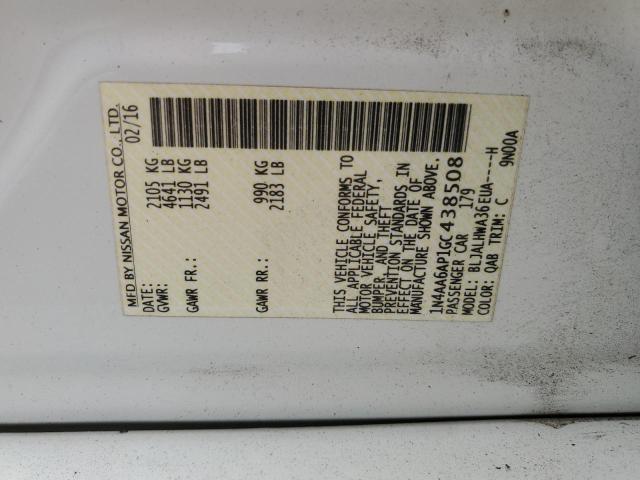 MFD BY NISSAN MOTOR CO., LTD.
DATE: 02/16
GVWR: 2105 KG
4641 LB
GAWR FR.: 1130 KG
2491 LB
GAWR RR.: 990 KG
2183 LB
THIS VEHICLE CONFORMS TO
ALL APPLICABLE FEDERAL
MOTOR VEHICLE SAFETY,
BUMPER, AND THEFT
PREVENTION STANDARDS IN
EFFECT ON THE DATE OF
MANUFACTURE SHOWN ABOVE.
1N4AA6AP1GC438508
PASSENGER CAR 179
MODEL: BLJALHWA36EUA----H
COLOR: QAB TRIM: C 9N00A